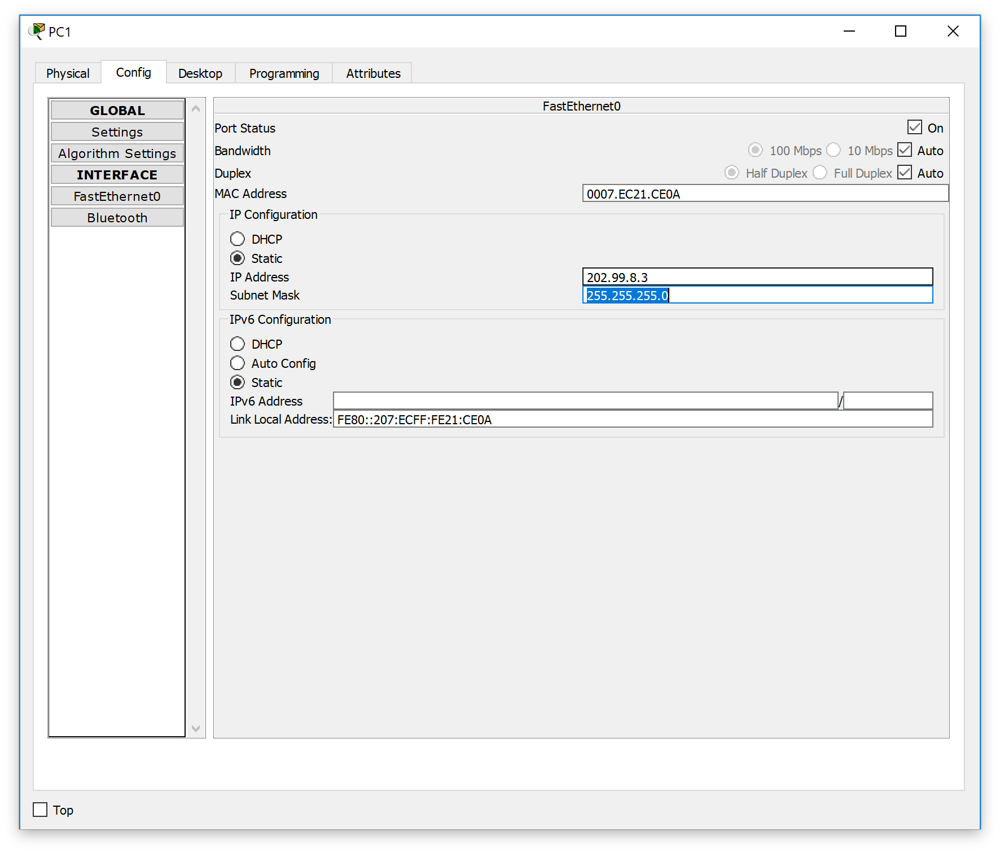 PC1
Physical Config Desktop Programming Attributes
GLOBAL
Settings
Algorithm Settings
INTERFACE
FastEthernet0
Bluetooth
FastEthernet0
Port Status On
Bandwidth 100 Mbps 10 Mbps Auto
Duplex Half Duplex Full Duplex Auto
MAC Address 0007.EC21.CE0A
IP Configuration
DHCP
Static
IP Address 202.99.8.3
Subnet Mask 255.255.255.0
IPv6 Configuration
DHCP
Auto Config
Static
IPv6 Address /
Link Local Address: FE80::207:ECFF:FE21:CE0A
Top